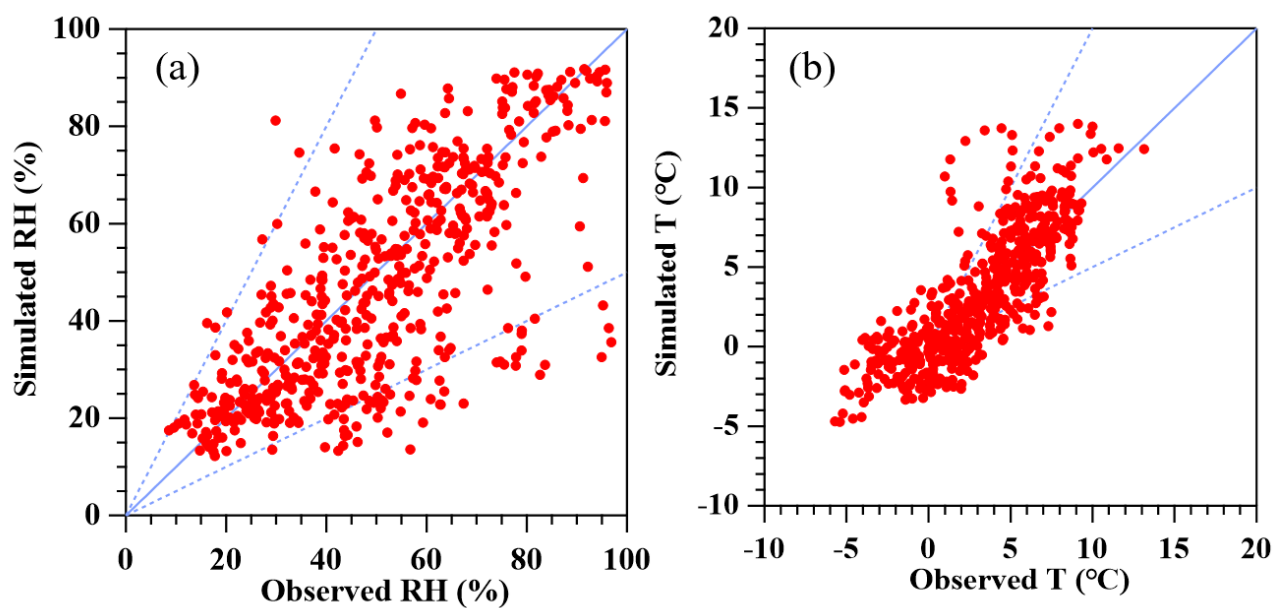 (a)
Simulated RH (%)
100
80
60
40
20
0
0 20 40 60 80 100
Observed RH (%)
(b)
Simulated T (℃)
20
15
10
5
0
-5
-10
-10 -5 0 5 10 15 20
Observed T (℃)